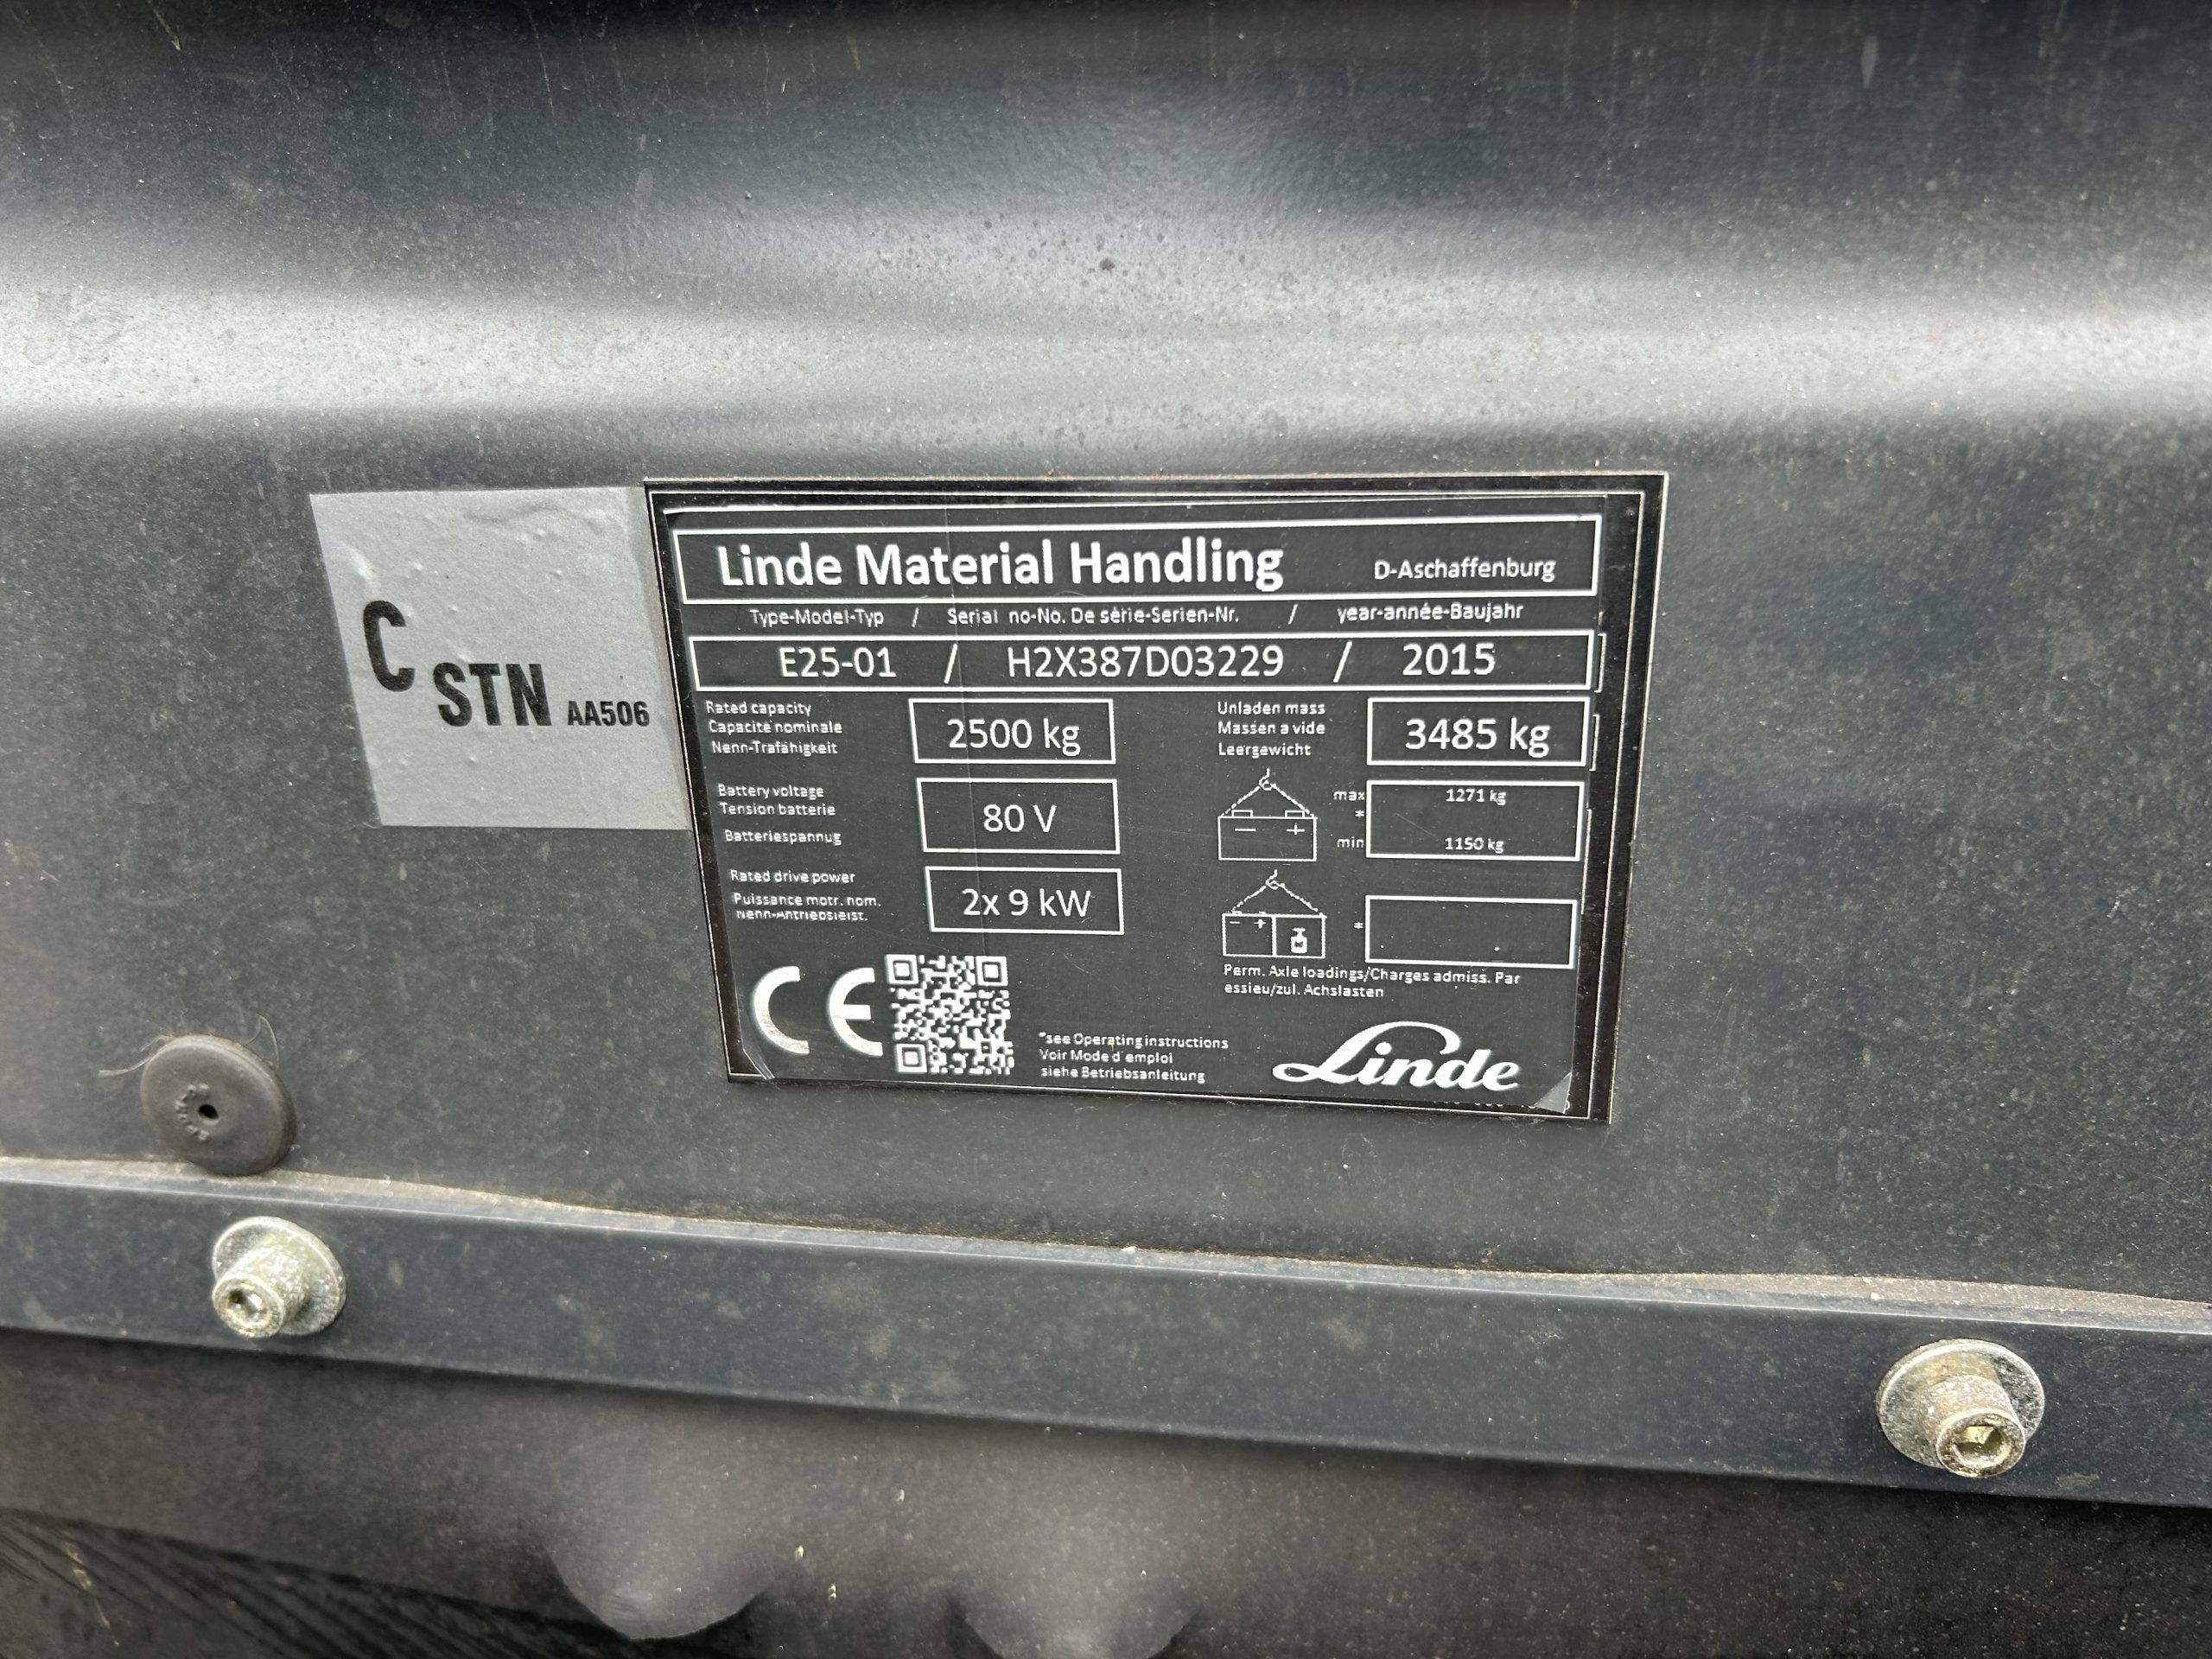 C STN AA506
Linde Material Handling D-Aschaffenburg
Type-Model-Typ / Serial no-No. De série-Serien-Nr. / year-année-Baujahr
E25-01 / H2X387D03229 / 2015
Rated capacity
Capacite nominale
Nenn-Trafähigkeit
2500 kg
Unladen mass
Massen a vide
Leergewicht
3485 kg
Battery voltage
Tension batterie
Batteriespannug
80 V
max 1271 kg
*
min 1150 kg
- +
Rated drive power
Puissance motr. nom.
Nenn-Antriebsleist.
2x 9 kW
- +
*
Perm. Axle loadings/Charges admiss. Par
essieu/zul. Achslasten
CE
*see Operating instructions
Voir Mode d'emploi
siehe Betriebsanleitung
Linde